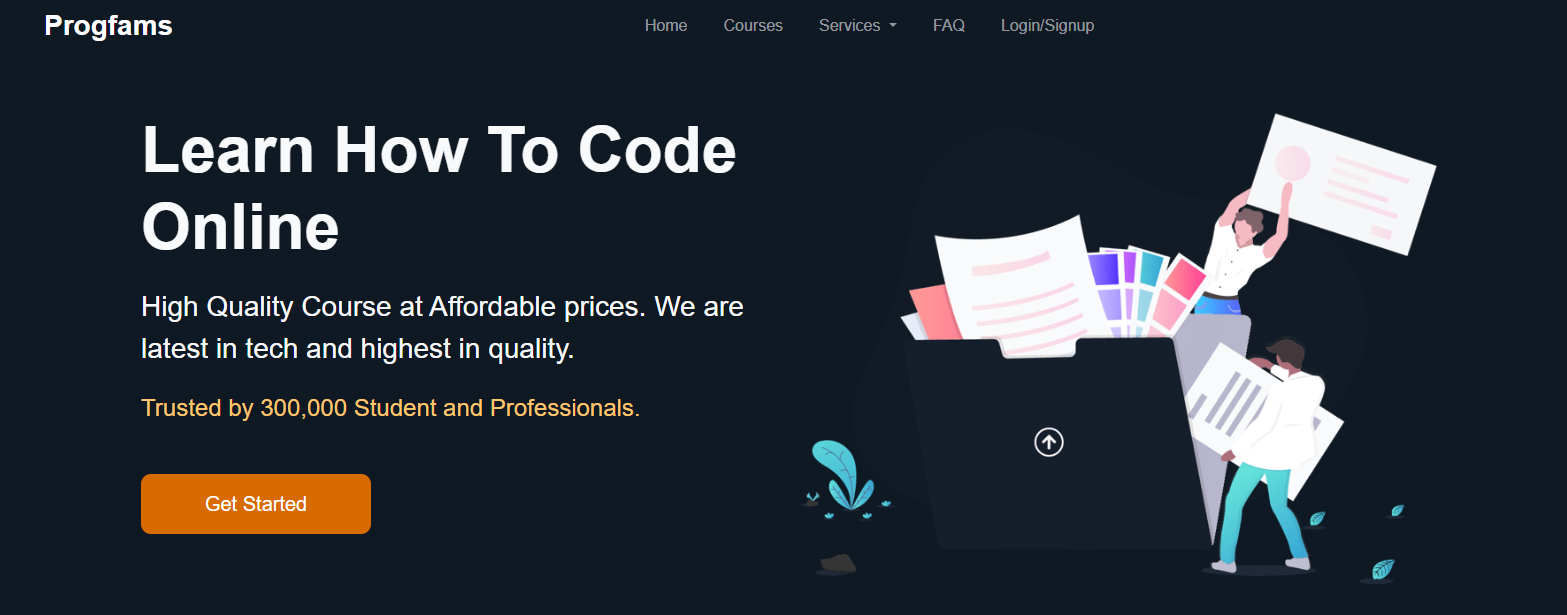 Progfams
Home Courses Services FAQ Login/Signup
Learn How To Code
Online
High Quality Course at Affordable prices. We are
latest in tech and highest in quality.
Trusted by 300,000 Student and Professionals.
Get Started